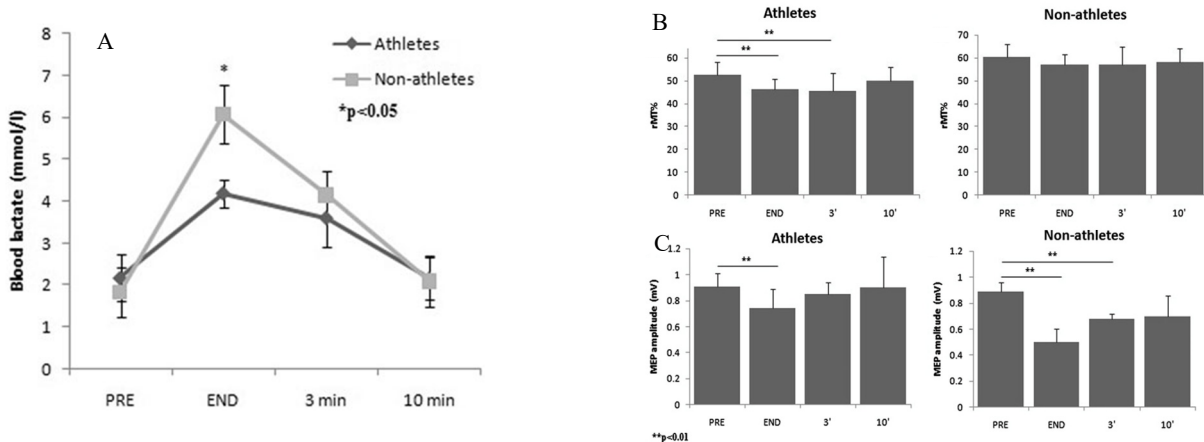 A
Blood lactate (mmol/l)
8
7
6
5
4
3
2
1
0
PRE END 3 min 10 min
Athletes
Non-athletes
*p<0.05
*
B
Athletes
**
**
rMT%
70
60
50
40
30
20
10
0
PRE END 3' 10'
Non-athletes
rMT%
70
60
50
40
30
20
10
0
PRE END 3' 10'
C
Athletes
**
MEP amplitude (mV)
1.2
1
0.8
0.6
0.4
0.2
0
PRE END 3' 10'
**p<0.01
Non-athletes
**
**
MEP amplitude (mV)
1.2
1
0.8
0.6
0.4
0.2
0
PRE END 3' 10'